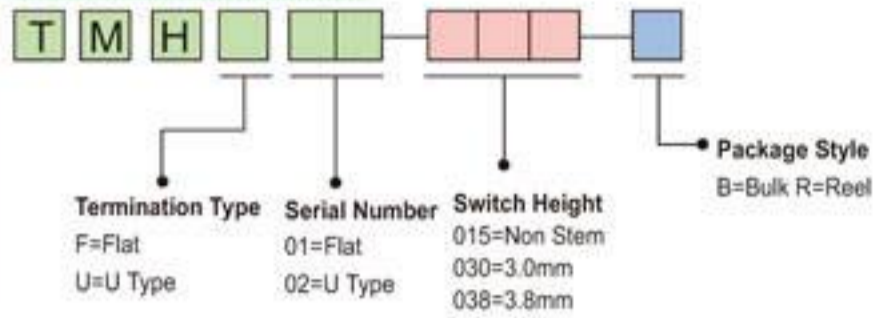 T M H
Package Style
B=Bulk R=Reel
Termination Type
F=Flat
U=U Type
Serial Number
01=Flat
02=U Type
Switch Height
015=Non Stem
030=3.0mm
038=3.8mm